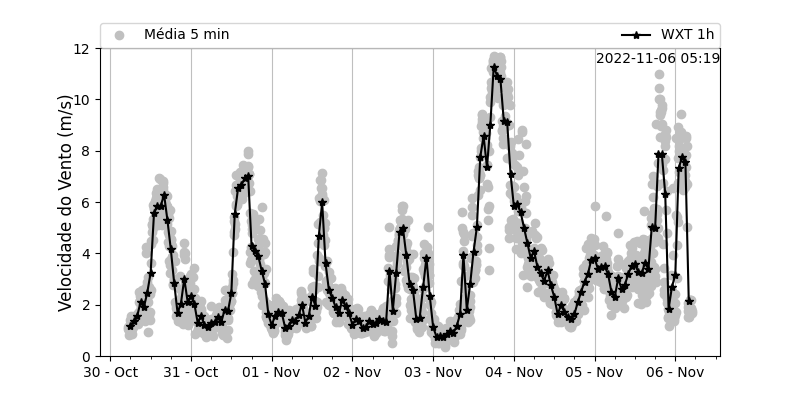 Média 5 min
WXT 1h
2022-11-06 05:19
Velocidade do Vento (m/s)
12
10
8
6
4
2
0
30 - Oct
31 - Oct
01 - Nov
02 - Nov
03 - Nov
04 - Nov
05 - Nov
06 - Nov